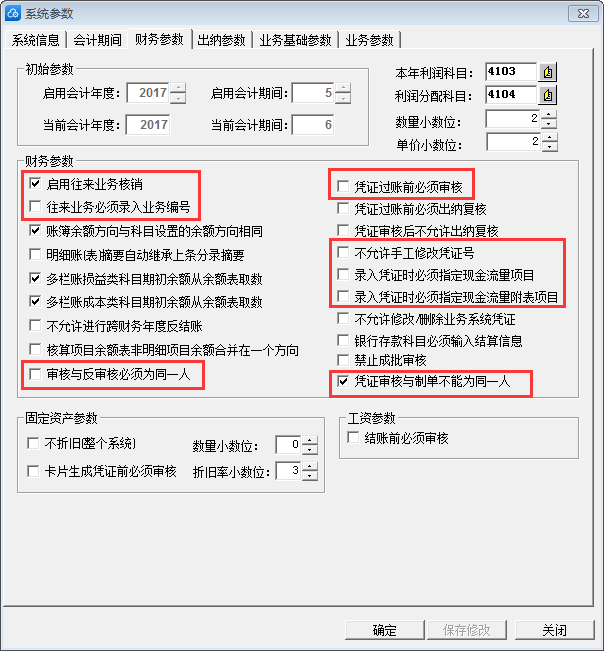 系统参数
系统信息 会计期间 财务参数 出纳参数 业务基础参数 业务参数
初始参数
启用会计年度: 2017 启用会计期间: 5
当前会计年度: 2017 当前会计期间: 6
本年利润科目: 4103
利润分配科目: 4104
数量小数位: 2
单价小数位: 2
财务参数
启用往来业务核销
往来业务必须录入业务编号
账簿余额方向与科目设置的余额方向相同
明细账(表)摘要自动继承上条分录摘要
多栏账损益类科目期初余额从余额表取数
多栏账成本类科目期初余额从余额表取数
不允许进行跨财务年度反结账
核算项目余额表非明细项目余额合并在一个方向
审核与反审核必须为同一人
凭证过账前必须审核
凭证过账前必须出纳复核
凭证审核后不允许出纳复核
不允许手工修改凭证号
录入凭证时必须指定现金流量项目
录入凭证时必须指定现金流量附表项目
不允许修改/删除业务系统凭证
银行存款科目必须输入结算信息
禁止成批审核
凭证审核与制单不能为同一人
固定资产参数
不折旧(整个系统) 数量小数位: 0
卡片生成凭证前必须审核 折旧率小数位: 3
工资参数
结账前必须审核
确定 保存修改 关闭